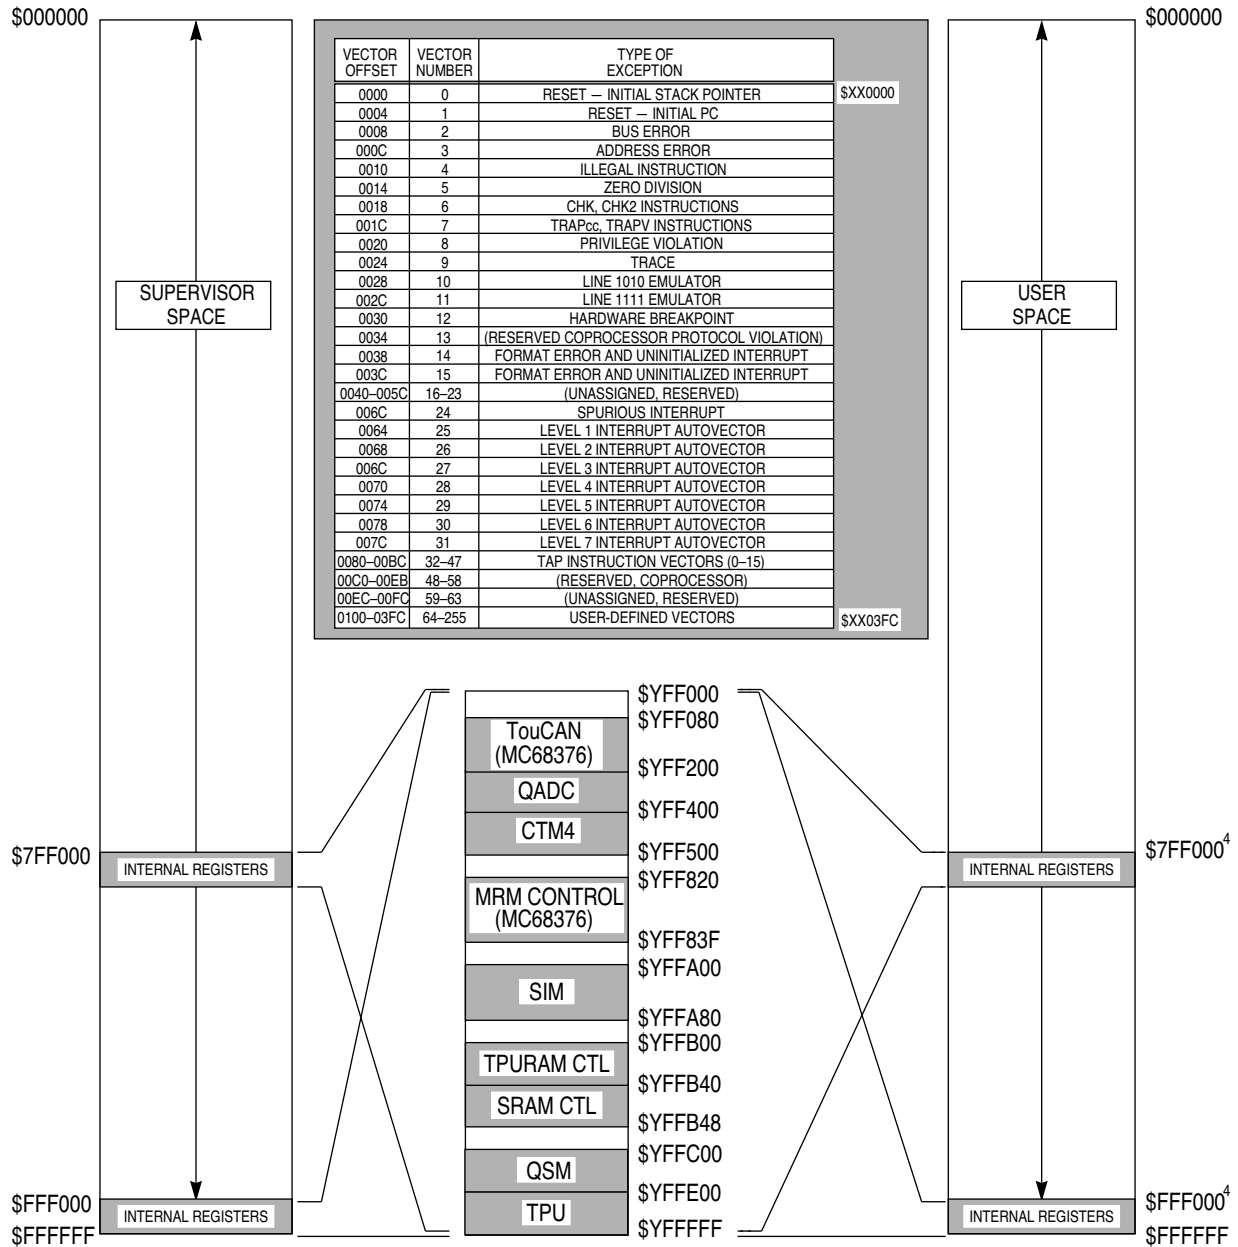 $000000
$000000
VECTOR OFFSET VECTOR NUMBER TYPE OF EXCEPTION
0000 0 RESET — INITIAL STACK POINTER $XX0000
0004 1 RESET — INITIAL PC
0008 2 BUS ERROR
000C 3 ADDRESS ERROR
0010 4 ILLEGAL INSTRUCTION
0014 5 ZERO DIVISION
0018 6 CHK, CHK2 INSTRUCTIONS
001C 7 TRAPcc, TRAPV INSTRUCTIONS
0020 8 PRIVILEGE VIOLATION
0024 9 TRACE
0028 10 LINE 1010 EMULATOR
002C 11 LINE 1111 EMULATOR
0030 12 HARDWARE BREAKPOINT
0034 13 (RESERVED COPROCESSOR PROTOCOL VIOLATION)
0038 14 FORMAT ERROR AND UNINITIALIZED INTERRUPT
003C 15 FORMAT ERROR AND UNINITIALIZED INTERRUPT
0040–005C 16–23 (UNASSIGNED, RESERVED)
006C 24 SPURIOUS INTERRUPT
0064 25 LEVEL 1 INTERRUPT AUTOVECTOR
0068 26 LEVEL 2 INTERRUPT AUTOVECTOR
006C 27 LEVEL 3 INTERRUPT AUTOVECTOR
0070 28 LEVEL 4 INTERRUPT AUTOVECTOR
0074 29 LEVEL 5 INTERRUPT AUTOVECTOR
0078 30 LEVEL 6 INTERRUPT AUTOVECTOR
007C 31 LEVEL 7 INTERRUPT AUTOVECTOR
0080–00BC 32–47 TAP INSTRUCTION VECTORS (0–15)
00C0–00EB 48–58 (RESERVED, COPROCESSOR)
00EC–00FC 59–63 (UNASSIGNED, RESERVED)
0100–03FC 64–255 USER-DEFINED VECTORS $XX03FC
SUPERVISOR
SPACE
USER
SPACE
$YFF000
$YFF080
TouCAN
(MC68376)
$YFF200
QADC
$YFF400
CTM4
$YFF500
$YFF820
MRM CONTROL
(MC68376)
$YFF83F
$YFFA00
SIM
$YFFA80
$YFFB00
TPURAM CTL
$YFFB40
SRAM CTL
$YFFB48
$YFFC00
QSM
$YFFE00
TPU
$YFFFFF
$7FF000
INTERNAL REGISTERS
INTERNAL REGISTERS
$7FF000⁴
$FFF000
INTERNAL REGISTERS
$FFFFFF
INTERNAL REGISTERS
$FFF000⁴
$FFFFFF